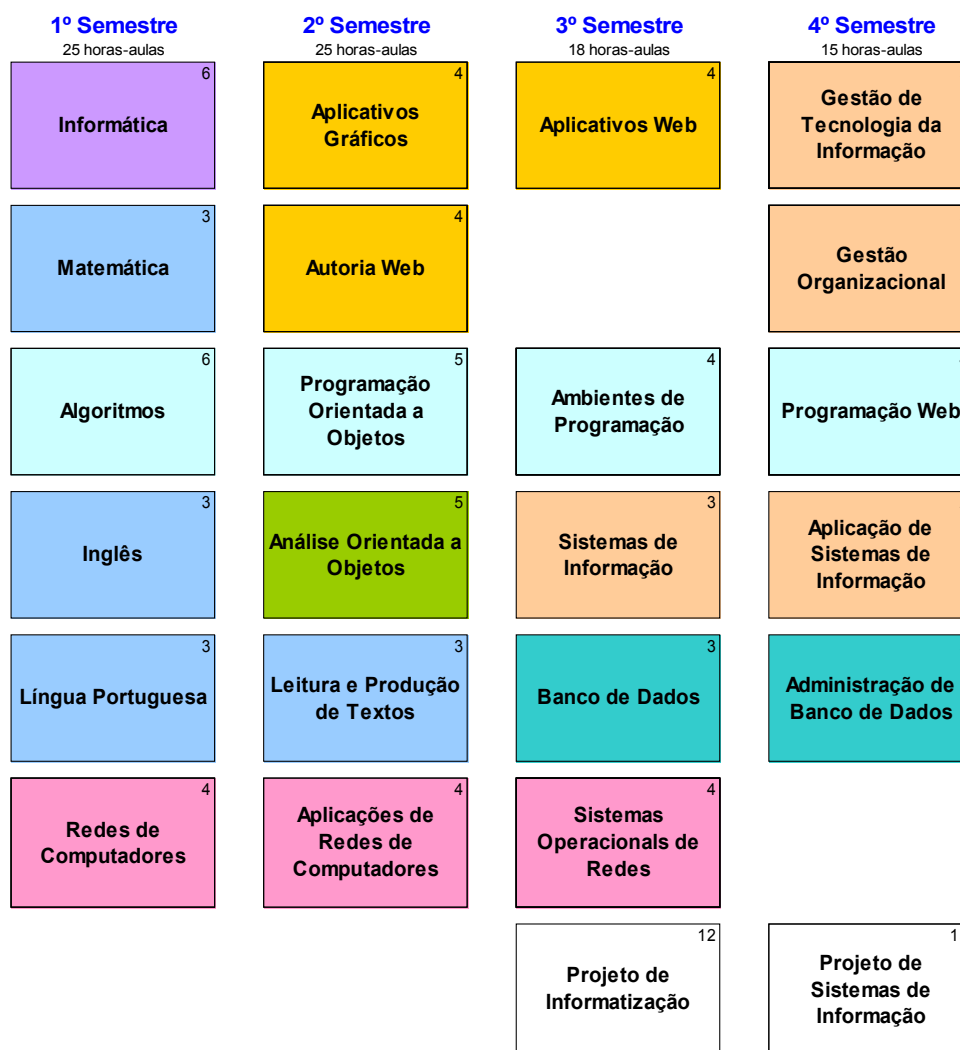 1º Semestre
25 horas-aulas
6
Informática
3
Matemática
6
Algoritmos
3
Inglês
3
Língua Portuguesa
4
Redes de
Computadores
2º Semestre
25 horas-aulas
4
Aplicativos
Gráficos
4
Autoria Web
5
Programação
Orientada a
Objetos
5
Análise Orientada a
Objetos
3
Leitura e Produção
de Textos
4
Aplicações de
Redes de
Computadores
3º Semestre
18 horas-aulas
4
Aplicativos Web
4
Ambientes de
Programação
3
Sistemas de
Informação
3
Banco de Dados
4
Sistemas
Operacionals de
Redes
12
Projeto de
Informatização
4º Semestre
15 horas-aulas
Gestão de
Tecnologia da
Informação
Gestão
Organizacional
Programação Web
Aplicação de
Sistemas de
Informação
Administração de
Banco de Dados
Projeto de
Sistemas de
Informação